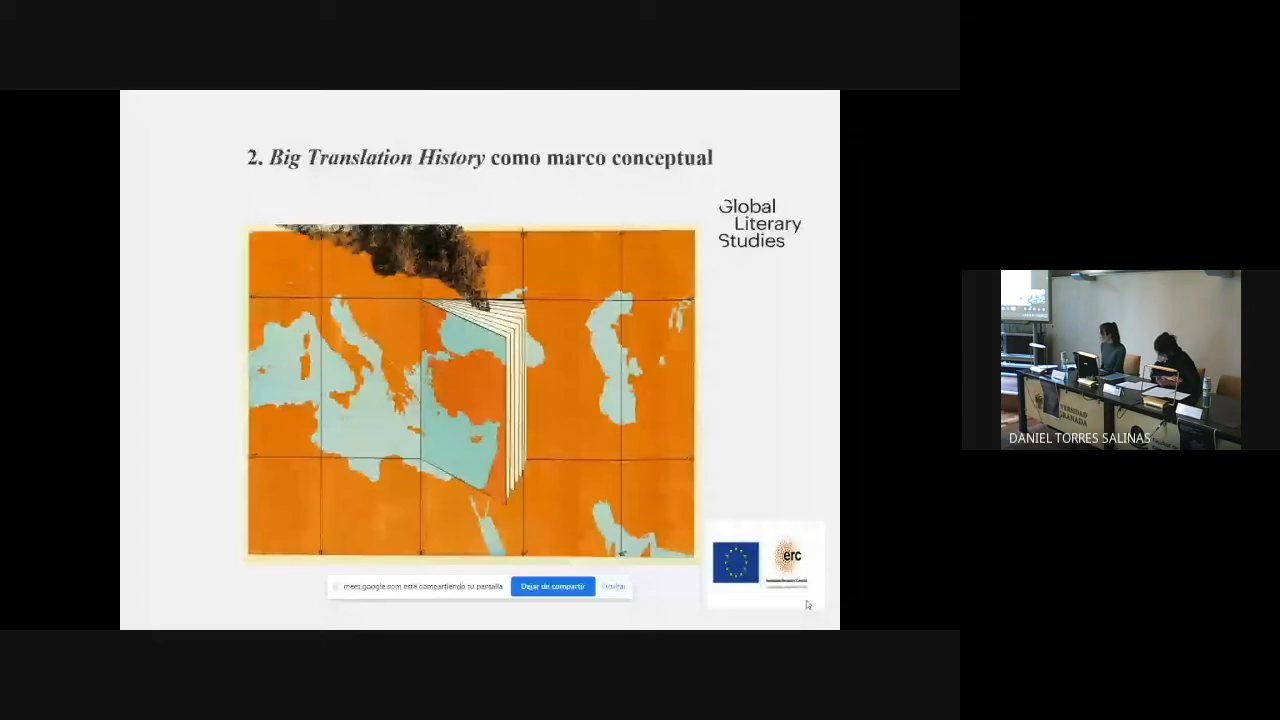 2. Big Translation History como marco conceptual
Global
Literary
Studies
meet.google.com está compartiendo tu pantalla
Dejar de compartir
Ocultar
erc
DANIEL TORRES SALINAS